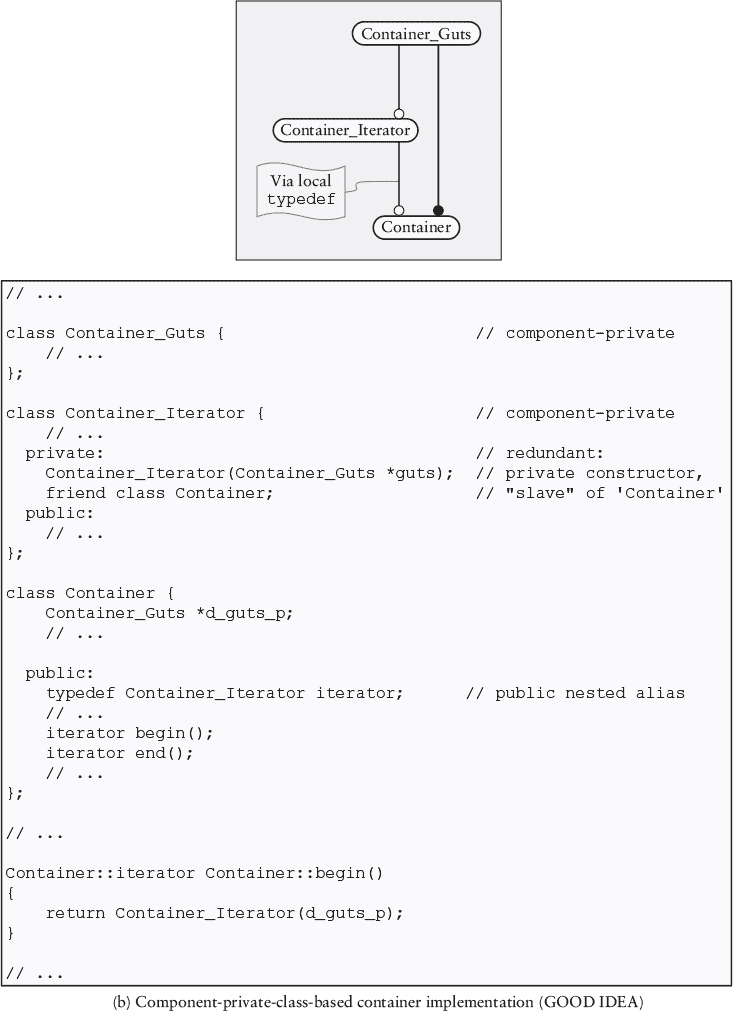 Container_Guts
Container_Iterator
Via local
typedef
Container
// ...
class Container_Guts {                         // component-private
    // ...
};
class Container_Iterator {                     // component-private
    // ...
  private:                                     // redundant:
    Container_Iterator(Container_Guts *guts);  // private constructor,
    friend class Container;                    // "slave" of 'Container'
  public:
    // ...
};
class Container {
    Container_Guts *d_guts_p;
    // ...
  public:
    typedef Container_Iterator iterator;      // public nested alias
    // ...
    iterator begin();
    iterator end();
    // ...
};
// ...
Container::iterator Container::begin()
{
    return Container_Iterator(d_guts_p);
}
// ...
(b) Component-private-class-based container implementation (GOOD IDEA)